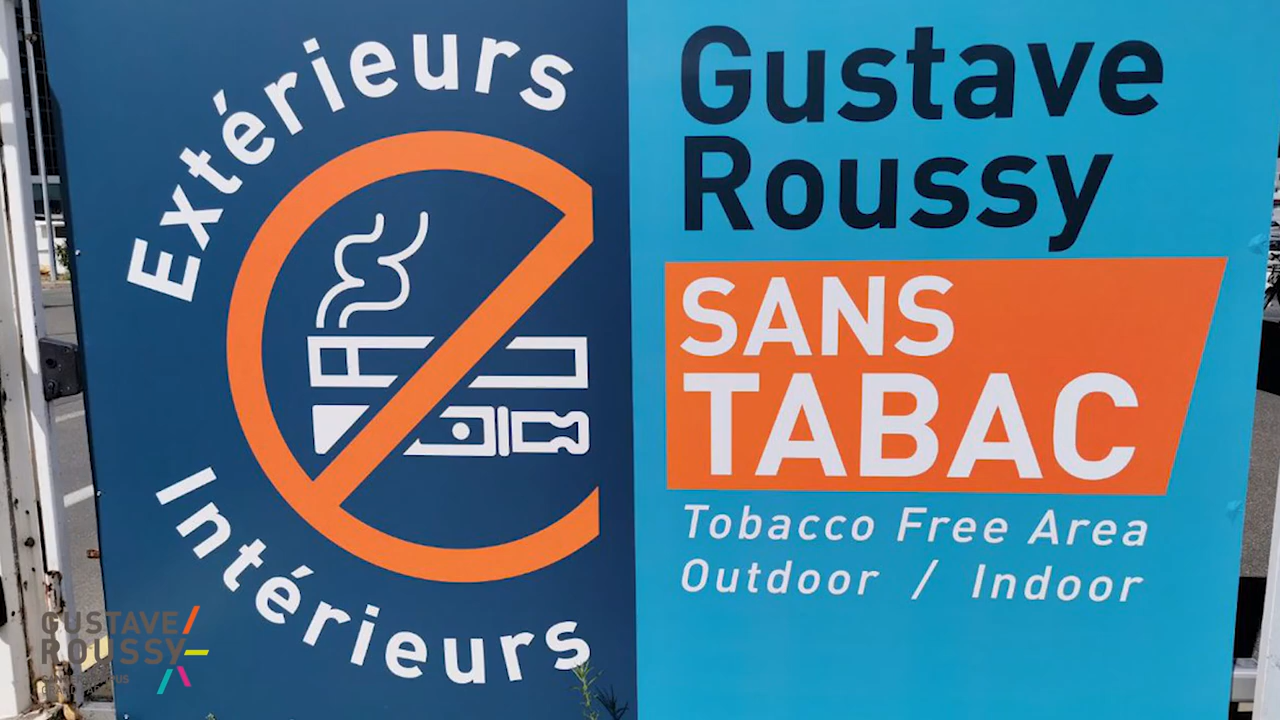 Extérieurs
Intérieurs
Gustave
Roussy
SANS
TABAC
Tobacco Free Area
Outdoor / Indoor
GUSTAVE
ROUSSY